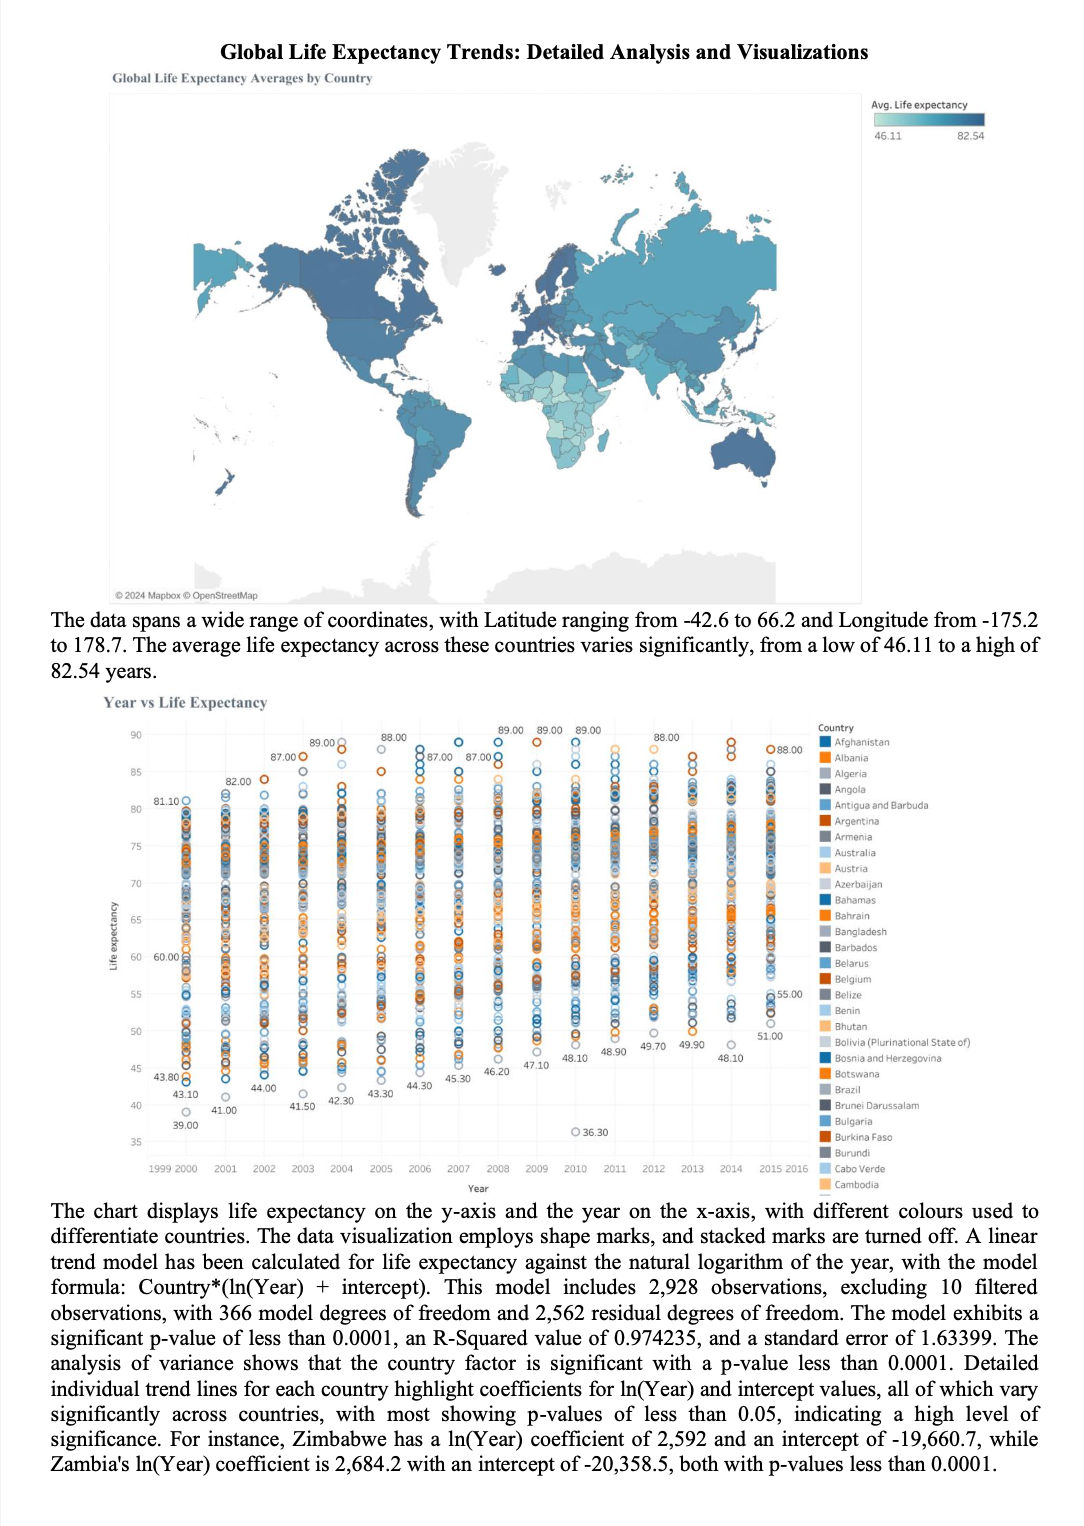 Global Life Expectancy Trends: Detailed Analysis and Visualizations
Global Life Expectancy Averages by Country
Avg. Life expectancy
46.11 82.54
© 2024 Mapbox © OpenStreetMap
The data spans a wide range of coordinates, with Latitude ranging from -42.6 to 66.2 and Longitude from -175.2
to 178.7. The average life expectancy across these countries varies significantly, from a low of 46.11 to a high of
82.54 years.
Year vs Life Expectancy
Life expectancy
90
85
80
75
70
65
60
55
50
45
40
35
81.10
82.00
87.00
89.00
88.00
87.00
87.00
89.00
89.00
89.00
88.00
88.00
60.00
55.00
43.80
43.10
39.00
41.00
44.00
41.50
42.30
43.30
44.30
45.30
46.20
47.10
48.10
36.30
48.90
49.70
49.90
48.10
51.00
1999 2000 2001 2002 2003 2004 2005 2006 2007 2008 2009 2010 2011 2012 2013 2014 2015 2016
Year
Country
Afghanistan
Albania
Algeria
Angola
Antigua and Barbuda
Argentina
Armenia
Australia
Austria
Azerbaijan
Bahamas
Bahrain
Bangladesh
Barbados
Belarus
Belgium
Belize
Benin
Bhutan
Bolivia (Plurinational State of)
Bosnia and Herzegovina
Botswana
Brazil
Brunei Darussalam
Bulgaria
Burkina Faso
Burundi
Cabo Verde
Cambodia
The chart displays life expectancy on the y-axis and the year on the x-axis, with different colours used to
differentiate countries. The data visualization employs shape marks, and stacked marks are turned off. A linear
trend model has been calculated for life expectancy against the natural logarithm of the year, with the model
formula: Country*(ln(Year) + intercept). This model includes 2,928 observations, excluding 10 filtered
observations, with 366 model degrees of freedom and 2,562 residual degrees of freedom. The model exhibits a
significant p-value of less than 0.0001, an R-Squared value of 0.974235, and a standard error of 1.63399. The
analysis of variance shows that the country factor is significant with a p-value less than 0.0001. Detailed
individual trend lines for each country highlight coefficients for ln(Year) and intercept values, all of which vary
significantly across countries, with most showing p-values of less than 0.05, indicating a high level of
significance. For instance, Zimbabwe has a ln(Year) coefficient of 2,592 and an intercept of -19,660.7, while
Zambia's ln(Year) coefficient is 2,684.2 with an intercept of -20,358.5, both with p-values less than 0.0001.